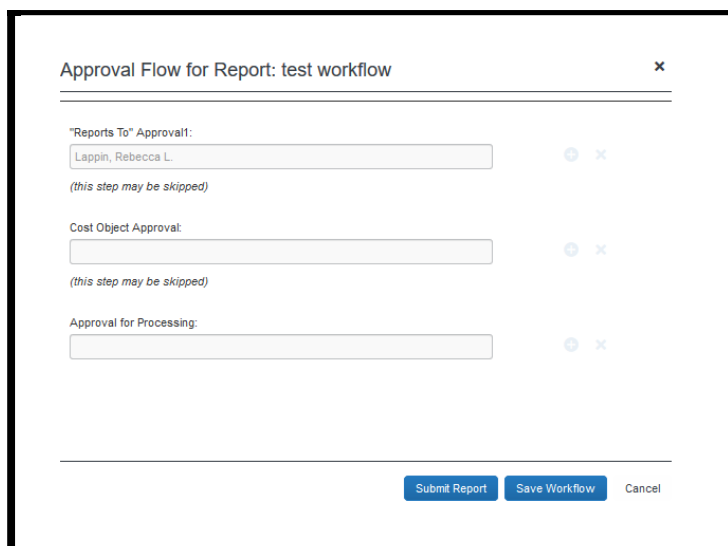 Approval Flow for Report: test workflow
"Reports To" Approval1:
Lappin, Rebecca L.
(this step may be skipped)
Cost Object Approval:
(this step may be skipped)
Approval for Processing:
Submit Report Save Workflow Cancel